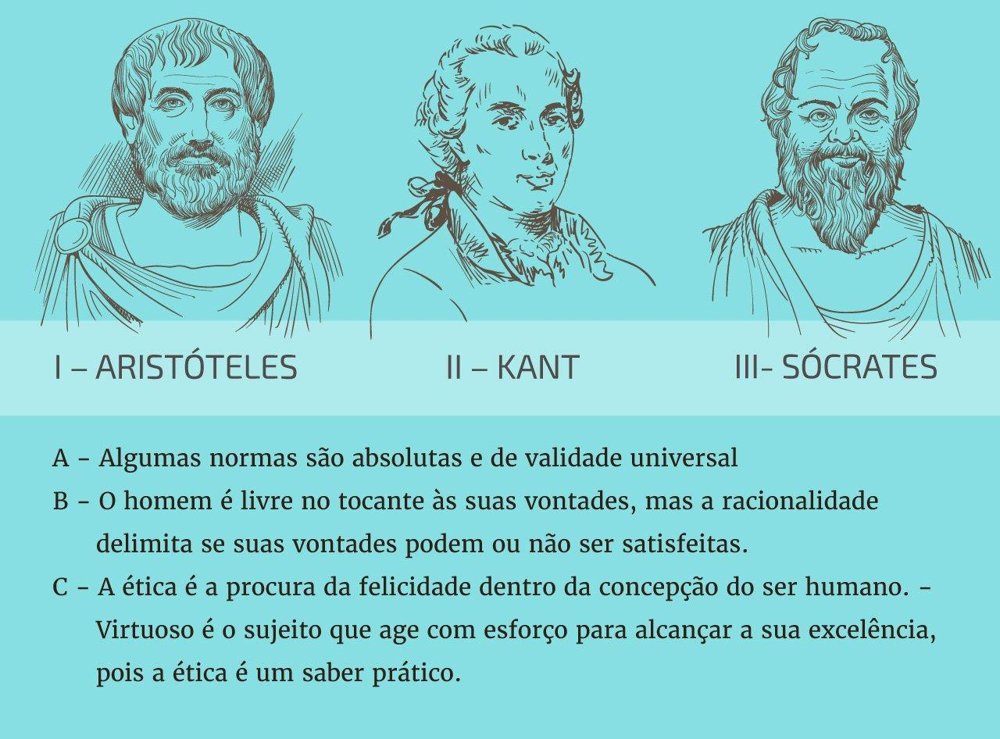 I – ARISTÓTELES
II – KANT
III- SÓCRATES
A – Algumas normas são absolutas e de validade universal
B – O homem é livre no tocante às suas vontades, mas a racionalidade
delimita se suas vontades podem ou não ser satisfeitas.
C – A ética é a procura da felicidade dentro da concepção do ser humano. –
Virtuoso é o sujeito que age com esforço para alcançar a sua excelência,
pois a ética é um saber prático.